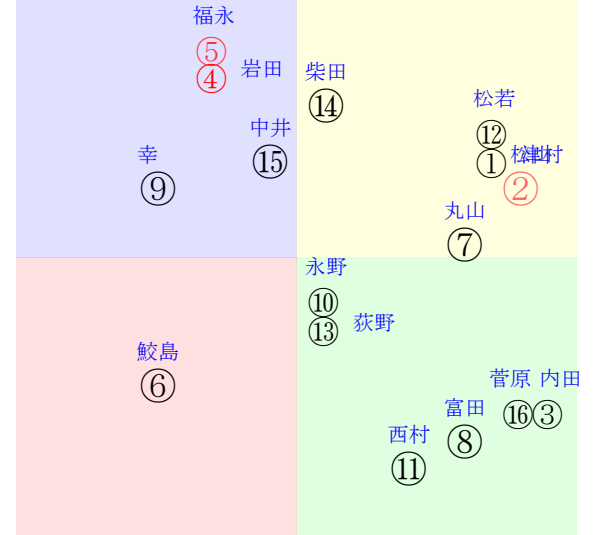 福永
⑤
④
岩田
柴田
⑭
中井
⑮
幸
⑨
松若
⑫
①
②
丸山
⑦
永野
⑩
⑬
荻野
鮫島
⑥
菅原
内田
⑯③
富田
⑧
西村
⑪